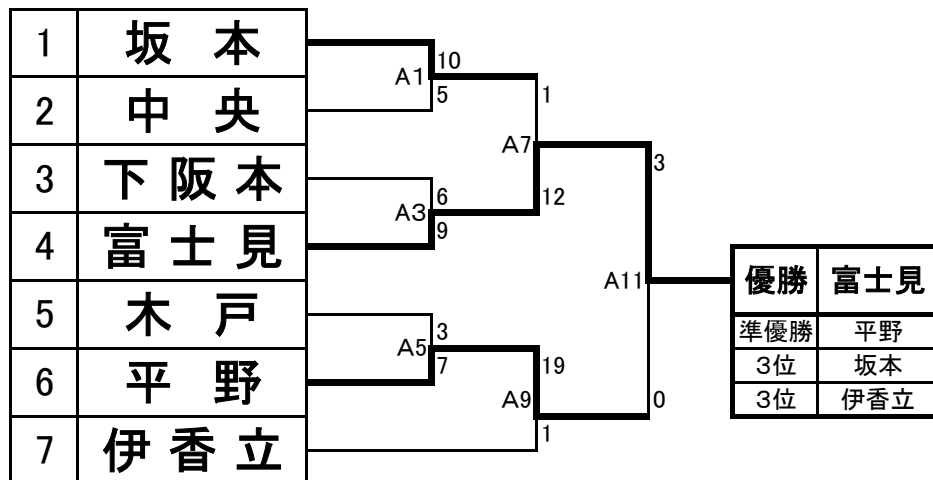 1 坂 本
2 中 央
3 下 阪 本
4 富 士 見
5 木 戸
6 平 野
7 伊 香 立
A1 10
5
A3 6
9
A5 3
7
A7 1
12
A9 19
1
A11 3
0
優勝 富士見
準優勝 平野
3位 坂本
3位 伊香立